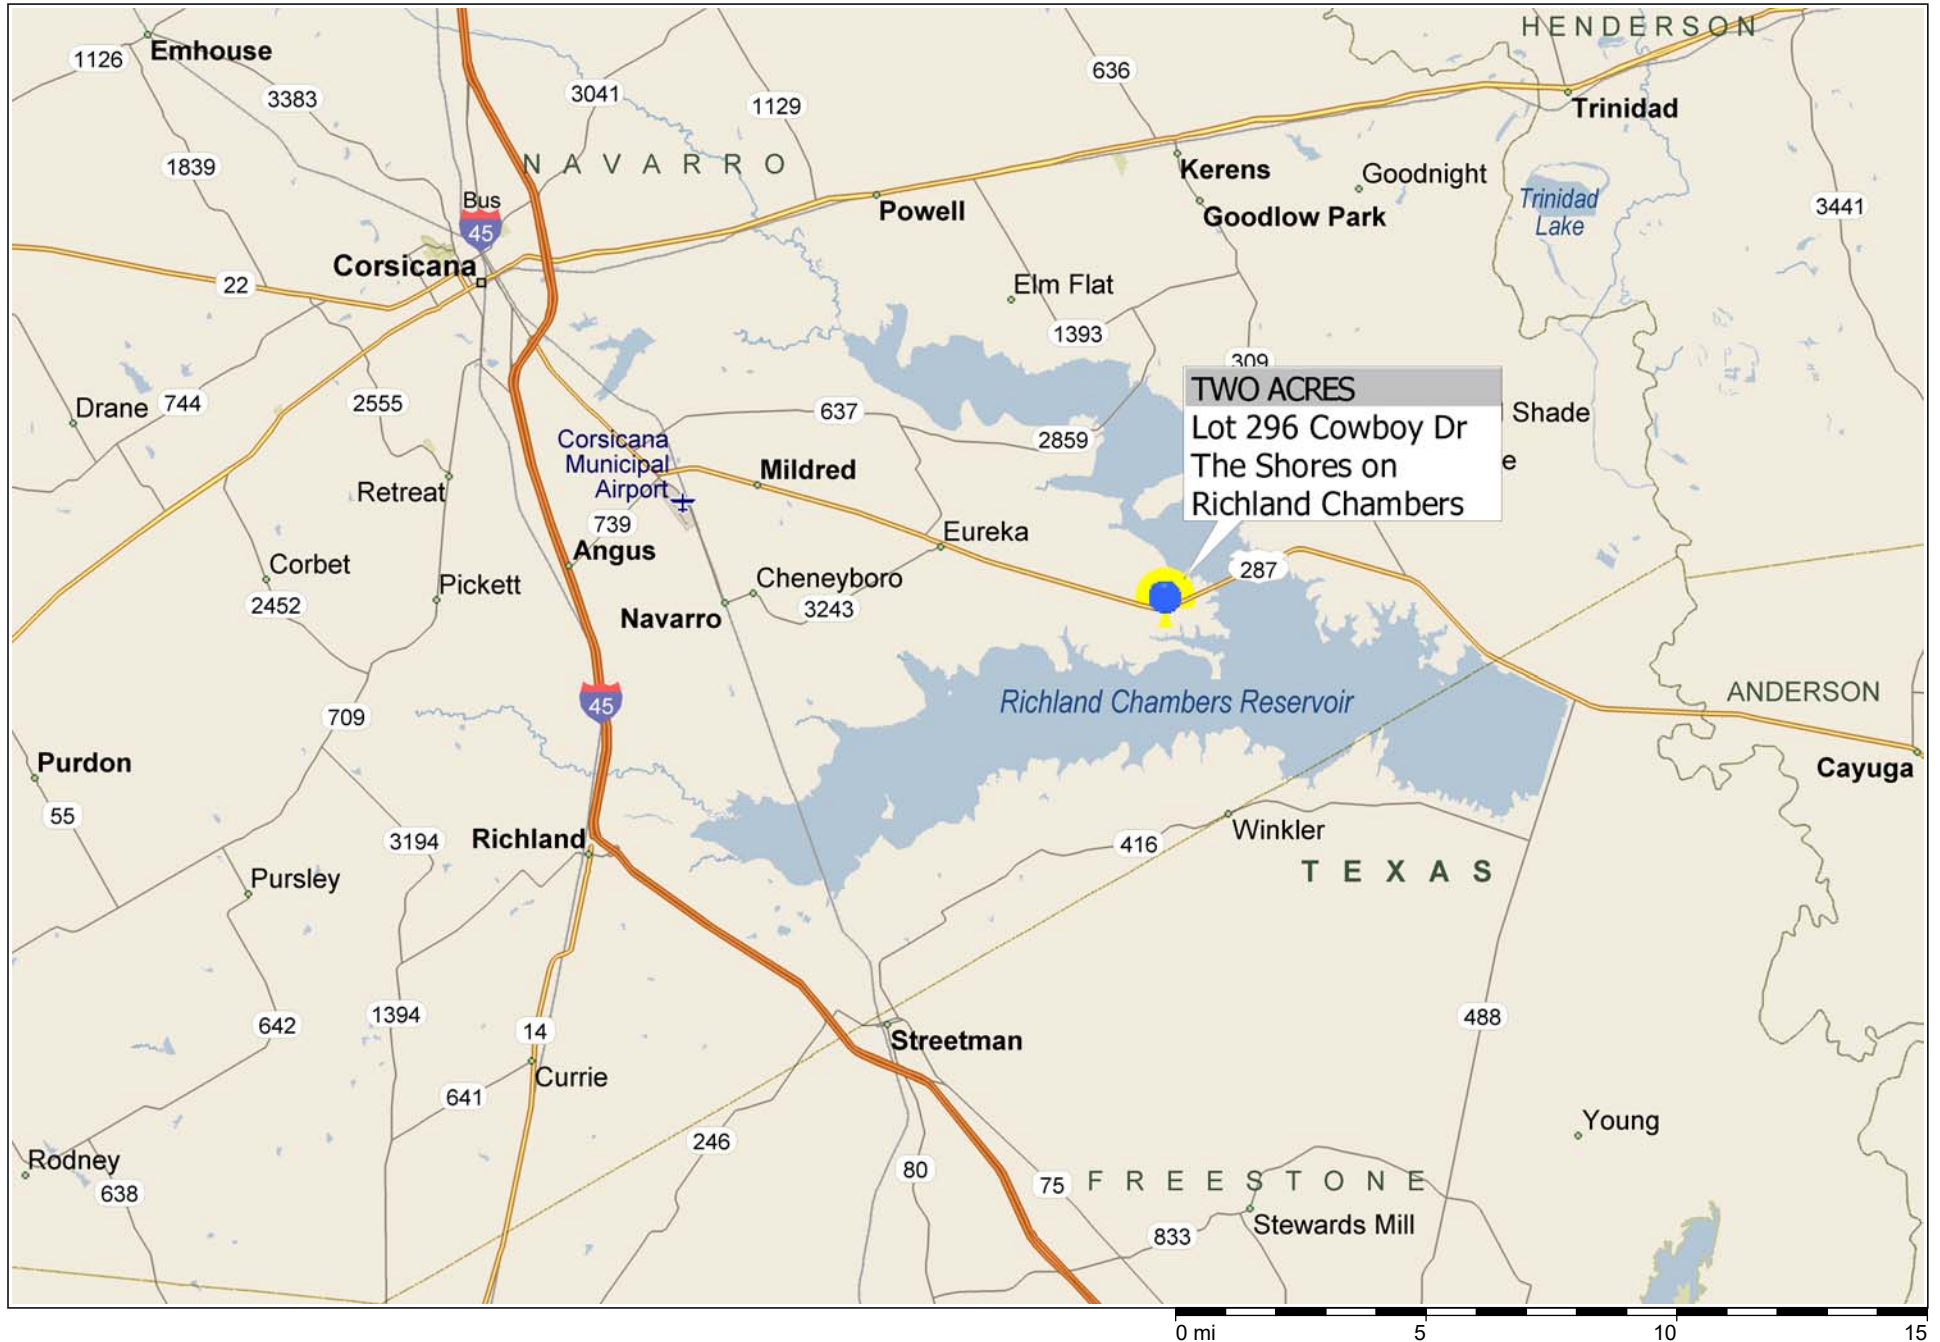 HENDERSON
Emhouse
1126
3383
3041
1129
636
Trinidad
1839
NAVARRO
Kerens
Goodnight
Goodlow Park
Trinidad
Lake
3441
Bus
45
Powell
Corsicana
22
Elm Flat
1393
309
TWO ACRES
Lot 296 Cowboy Dr
The Shores on
Richland Chambers
Shade
Drane
744
2555
637
2859
Corsicana
Municipal
Airport
Mildred
Retreat
739
Angus
Eureka
Corbet
2452
Pickett
Cheneyboro
3243
Navarro
287
45
Richland Chambers Reservoir
ANDERSON
709
Purdon
55
Cayuga
3194
Richland
416
Winkler
TEXAS
Pursley
642
1394
14
488
Streetman
Currie
641
246
Young
Rodney
638
80
75
FREESTONE
833
Stewards Mill
0 mi
5
10
15